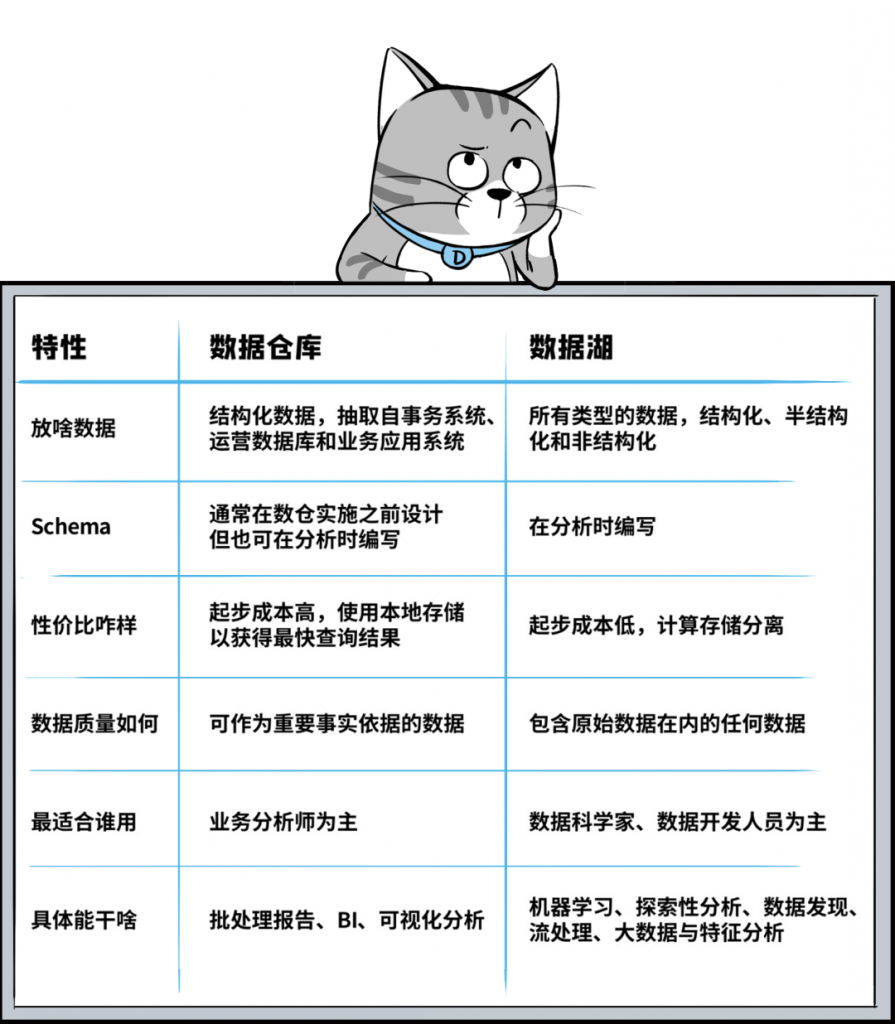 D
特性
数据仓库
数据湖
放啥数据
结构化数据，抽取自事务系统、
运营数据库和业务应用系统
所有类型的数据，结构化、半结构
化和非结构化
Schema
通常在数仓实施之前设计
但也可在分析时编写
在分析时编写
性价比咋样
起步成本高，使用本地存储
以获得最快查询结果
起步成本低，计算存储分离
数据质量如何
可作为重要事实依据的数据
包含原始数据在内的任何数据
最适合谁用
业务分析师为主
数据科学家、数据开发人员为主
具体能干啥
批处理报告、BI、可视化分析
机器学习、探索性分析、数据发现、
流处理、大数据与特征分析